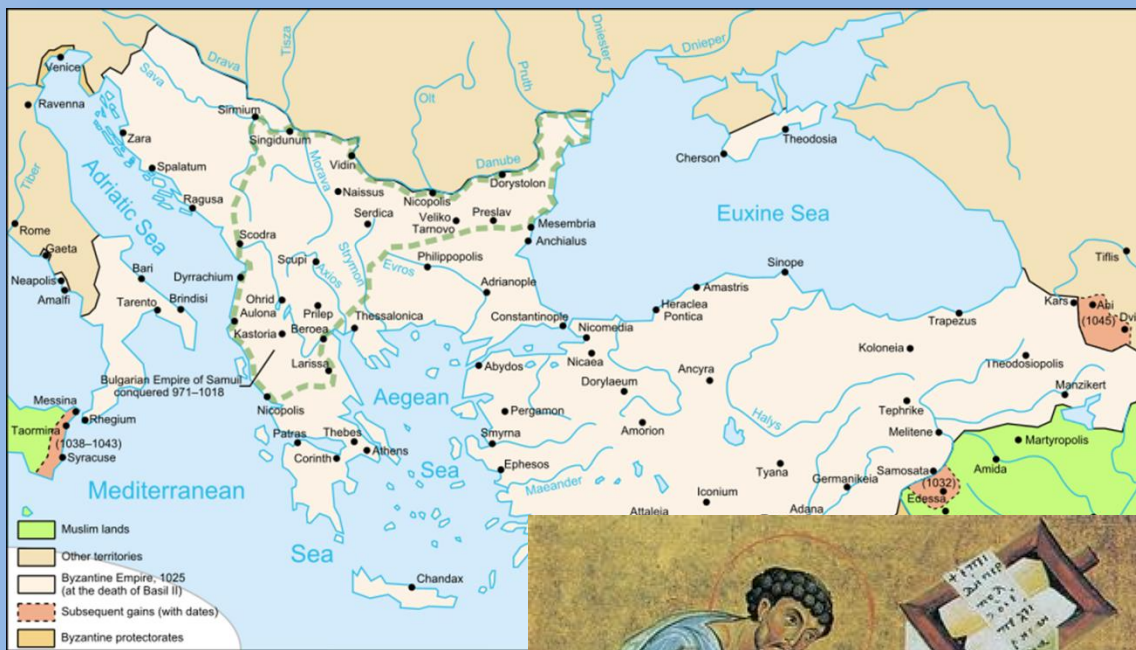 Dnieper
Dniester
Tisza
Drava
Pruth
Venice
Sava
Olt
Ravenna
Sirmium
Singidunum
Theodosia
Zara
Morava
Vidin
Cherson
Danube
Adriatic Sea
Spalatum
Tiber
Dorystolon
Naissus
Nicopolis
Ragusa
Preslav
Veliko
Tarnovo
Serdica
Euxine Sea
Rome
Mesembria
Scodra
Anchialus
Gaeta
Strymon
Philippopolis
Tiflis
Scupi
Axios
Evros
Sinope
Bari
Neapolis
Dyrrachium
Adrianople
Amastris
Amalfi
Tarento
Brindisi
Ohrid
Prilep
Heraclea
Pontica
Kars
Ani
(1045)
Dvi
Aulona
Thessalonica
Constantinople
Trapezus
Beroea
Nicomedia
Kastoria
Koloneia
Nicaea
Theodosiopolis
Larissa
Abydos
Ancyra
Dorylaeum
Bulgarian Empire of Samuil
conquered 971–1018
Aegean
Sea
Manzikert
Messina
Nicopolis
Pergamon
Tephrike
Rhegium
Halys
Taormina
(1038–1043)
Patras
Thebes
Smyrna
Amorion
Melitene
Martyropolis
Syracuse
Corinth
Athens
Ephesos
Tyana
Samosata
Amida
Maeander
Germanikeia
(1032)
Edessa
Mediterranean
Sea
Iconium
Attaleia
Adana
Muslim lands
Other territories
Byzantine Empire, 1025
(at the death of Basil II)
Chandax
Subsequent gains (with dates)
Byzantine protectorates